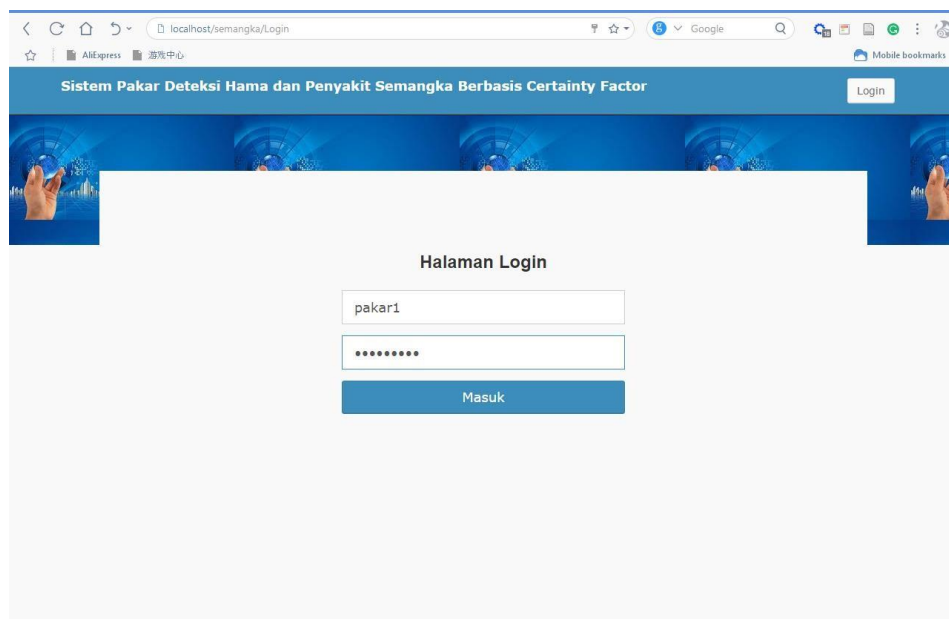 localhost/semangka/Login
Google
AliExpress
游戏中心
Mobile bookmarks
Sistem Pakar Deteksi Hama dan Penyakit Semangka Berbasis Certainty Factor
Login
Halaman Login
pakar1
•••••••••
Masuk